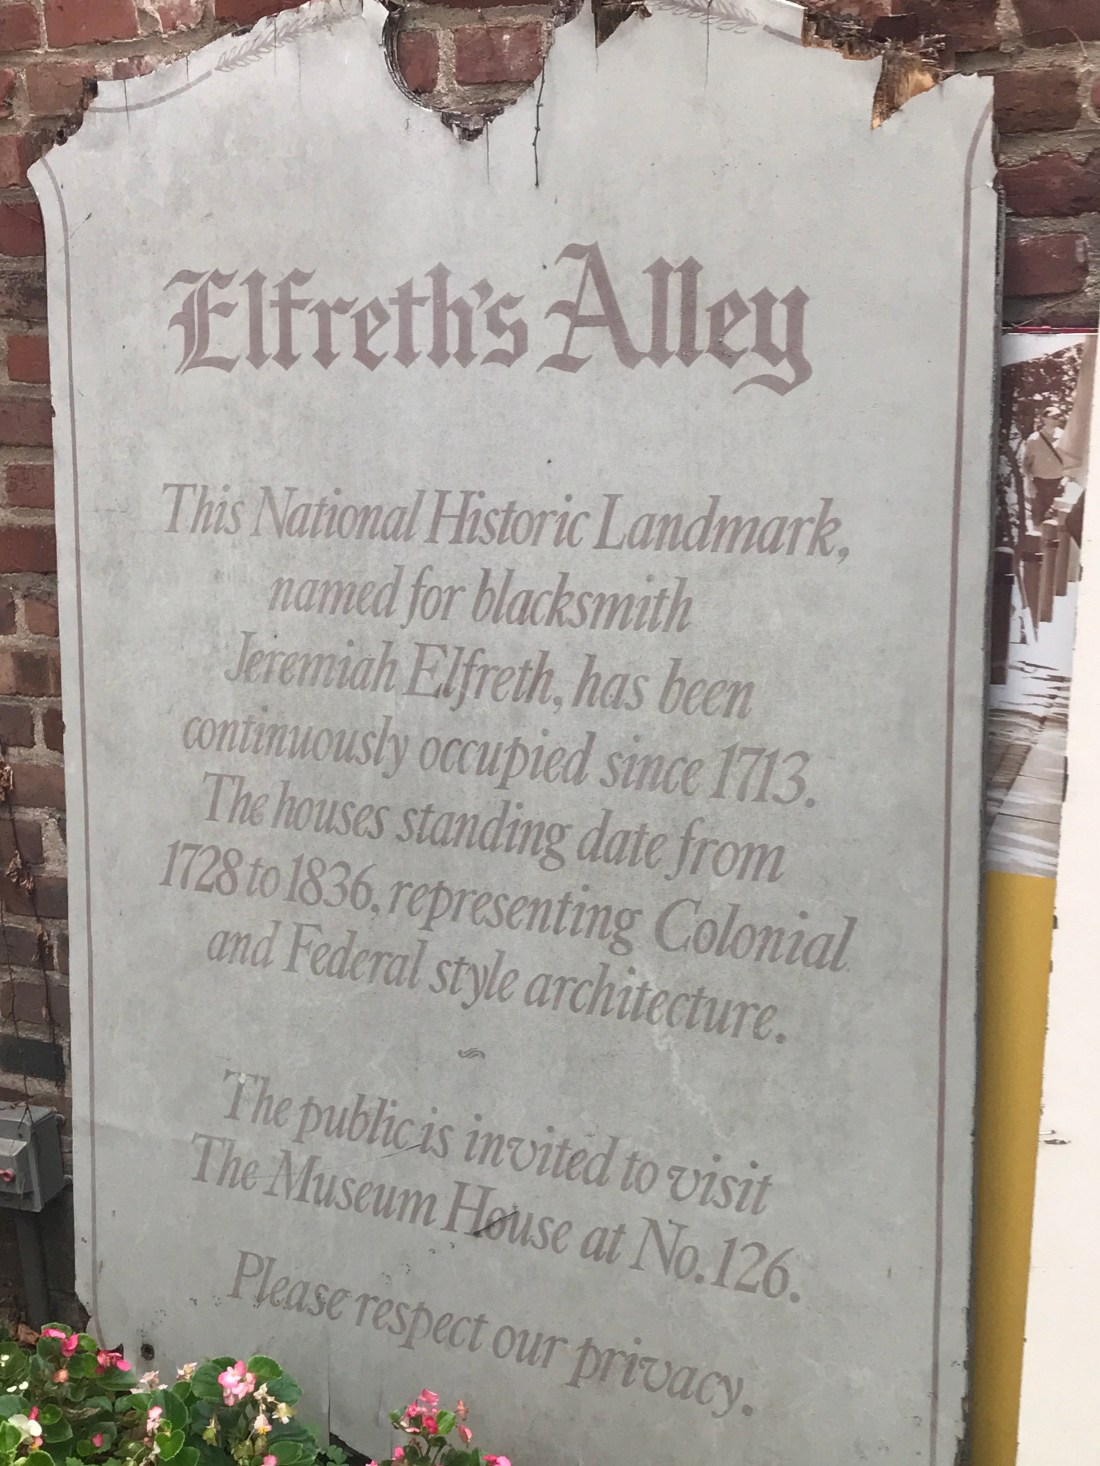 Elfreth's Alley
This National Historic Landmark,
named for blacksmith
Jeremiah Elfreth, has been
continuously occupied since 1713.
The houses standing date from
1728 to 1836, representing Colonial
and Federal style architecture.
The public is invited to visit
The Museum House at No. 126.
Please respect our privacy.